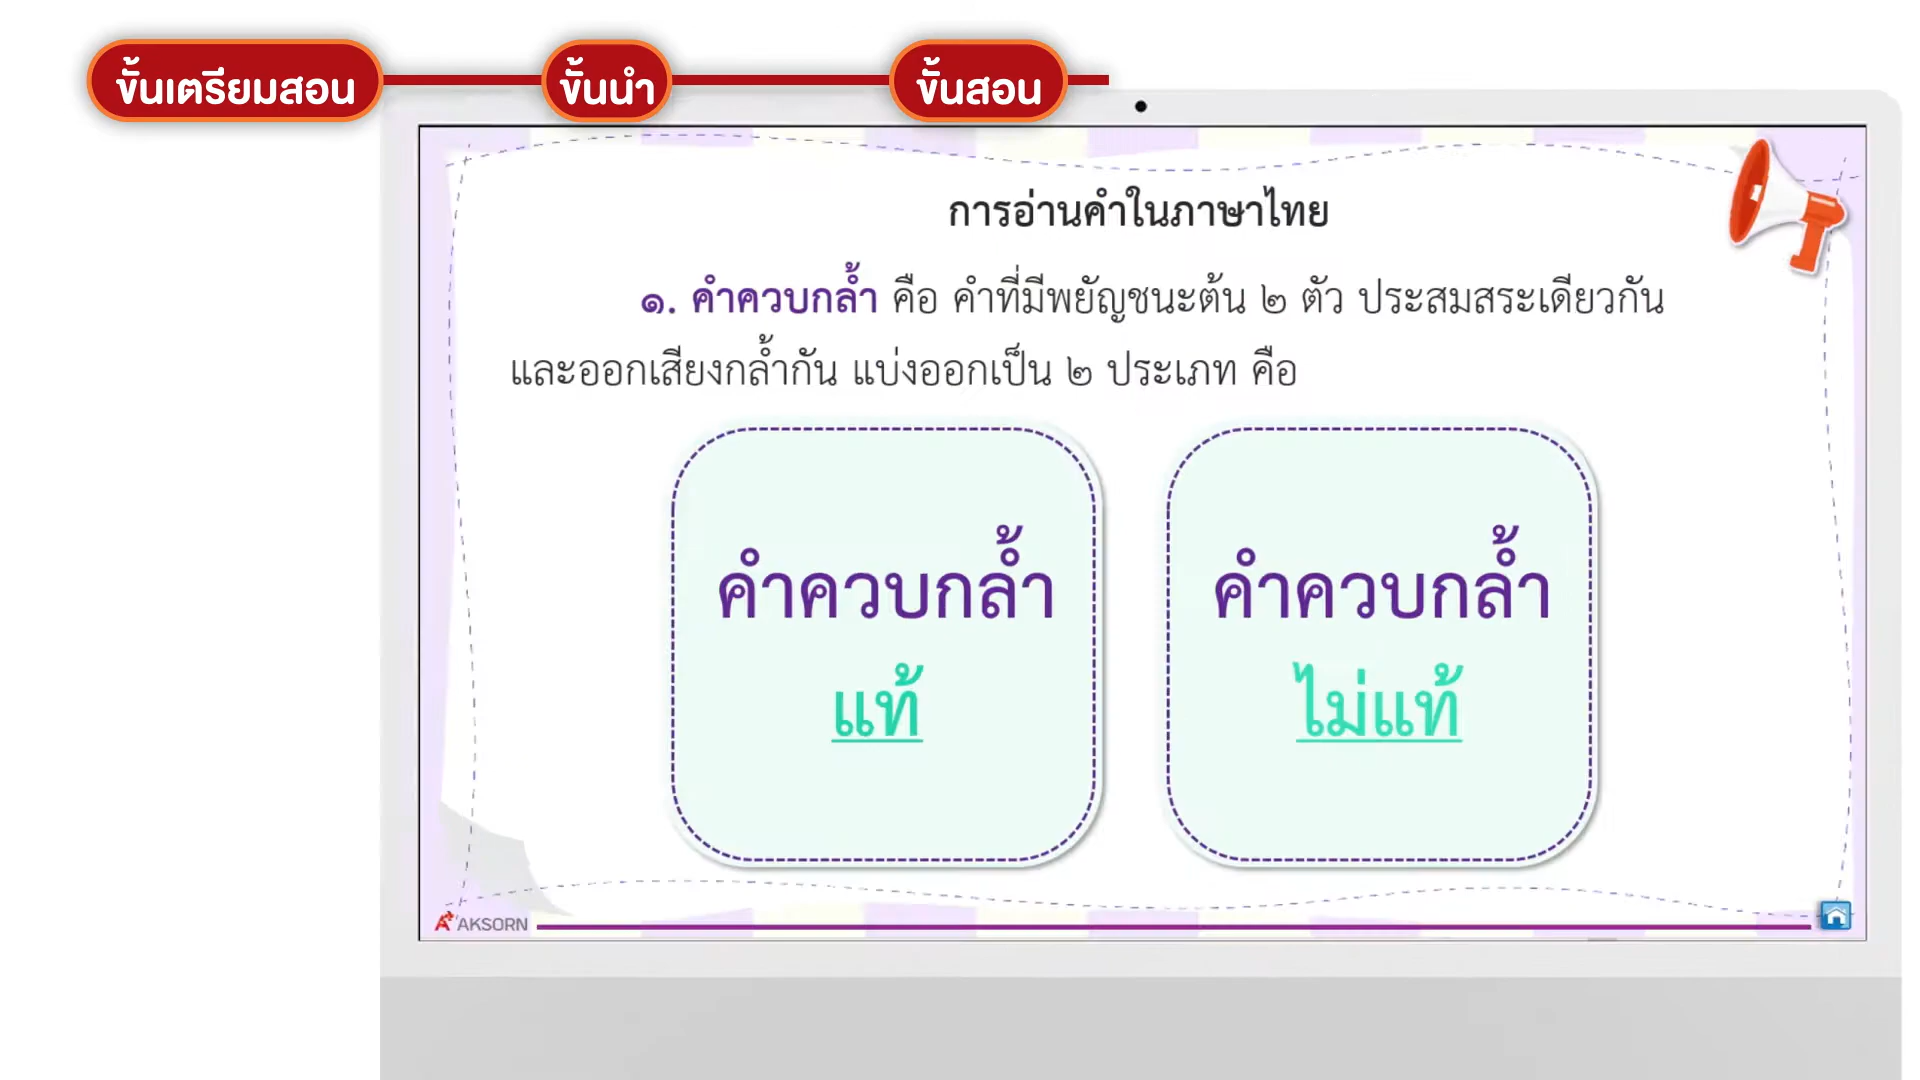 ขั้นเตรียมสอน
ขั้นนำ
ขั้นสอน
การอ่านคำในภาษาไทย
๑. คำควบกล้ำ คือ คำที่มีพยัญชนะต้น ๒ ตัว ประสมสระเดียวกัน
และออกเสียงกล้ำกัน แบ่งออกเป็น ๒ ประเภท คือ
คำควบกล้ำ
แท้
คำควบกล้ำ
ไม่แท้
AKSORN